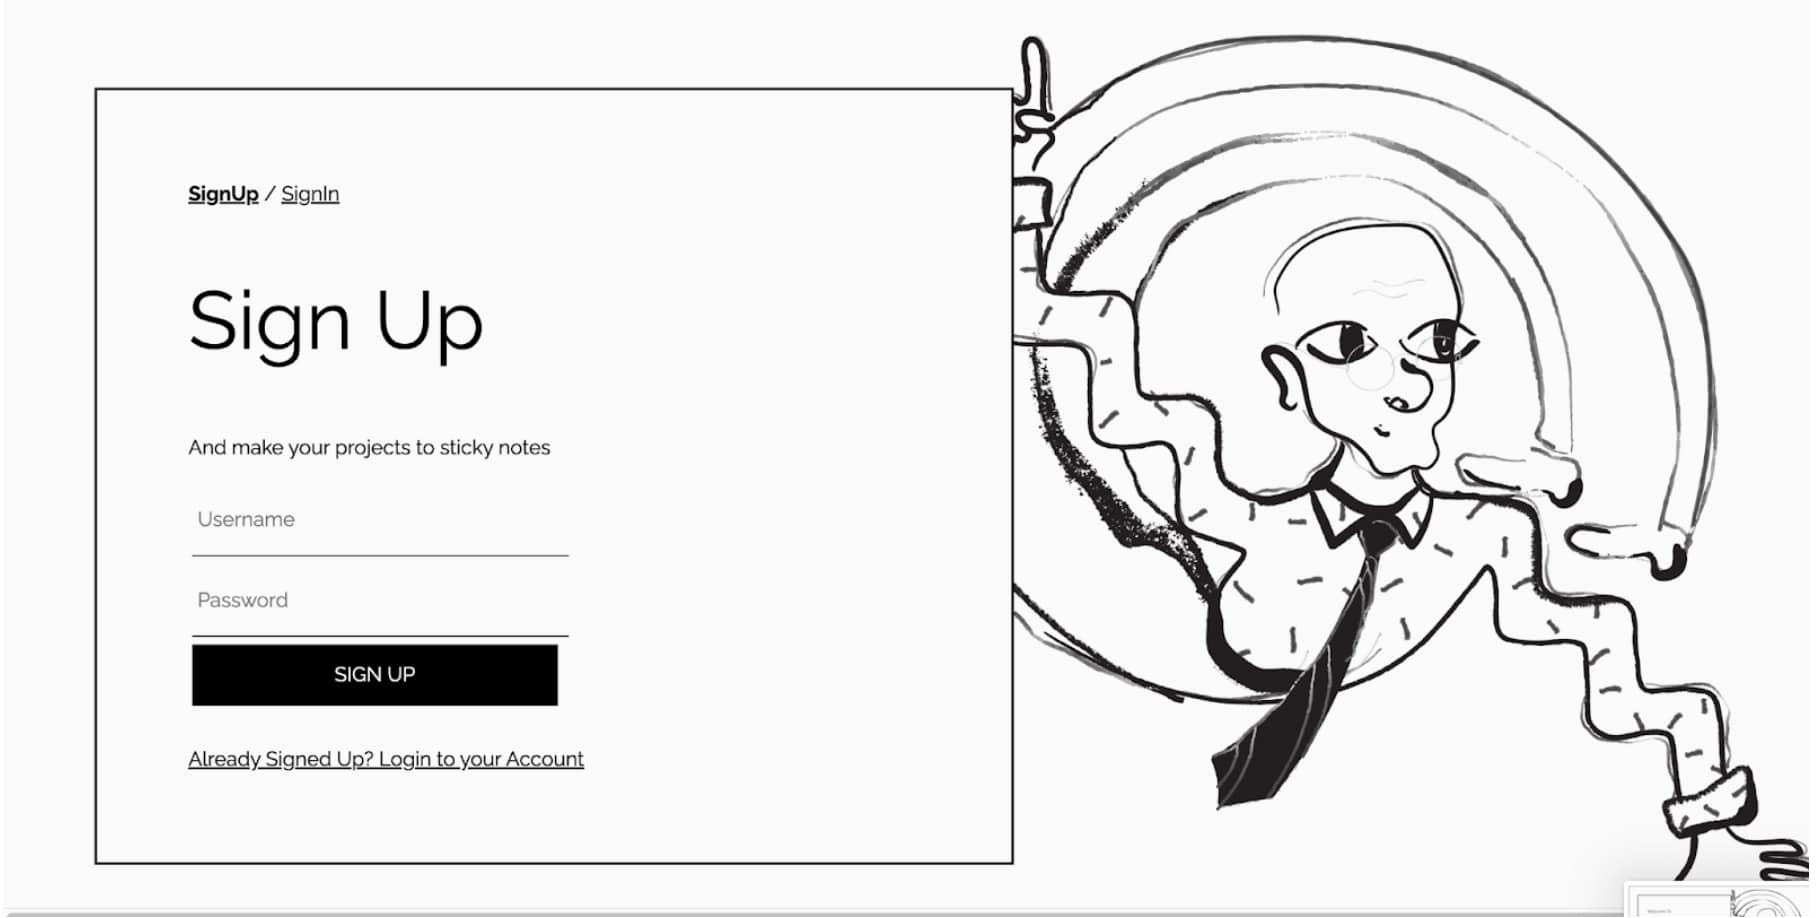 SignUp / SignIn
Sign Up
And make your projects to sticky notes
Username
Password
SIGN UP
Already Signed Up? Login to your Account